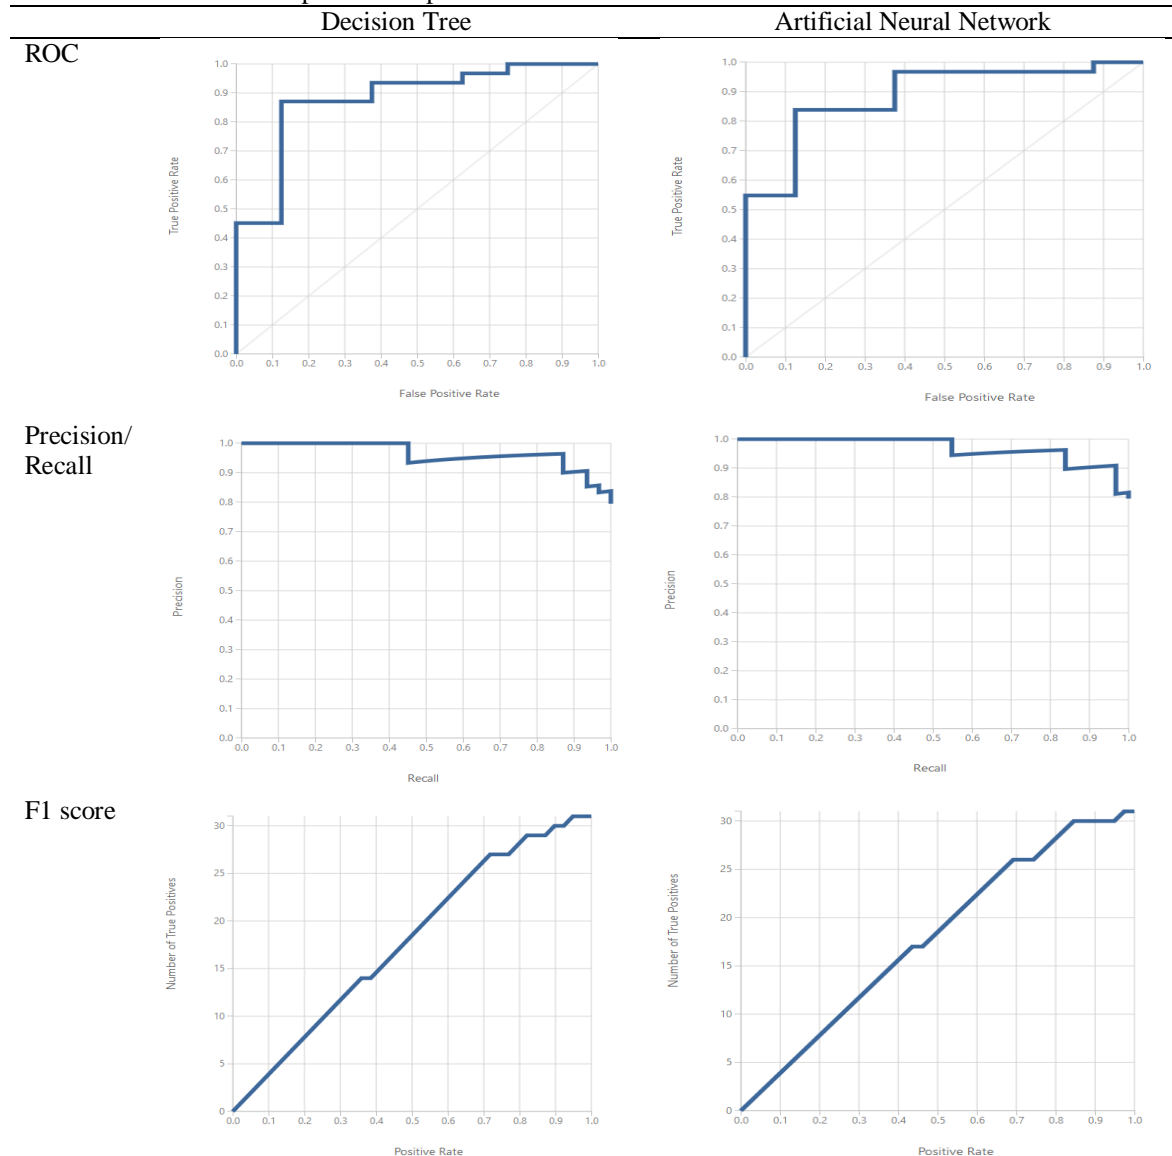 Decision Tree
Artificial Neural Network
ROC
1.0
0.9
0.8
0.7
0.6
0.5
0.4
0.3
0.2
0.1
0.0
True Positive Rate
0.0 0.1 0.2 0.3 0.4 0.5 0.6 0.7 0.8 0.9 1.0
False Positive Rate
1.0
0.9
0.8
0.7
0.6
0.5
0.4
0.3
0.2
0.1
0.0
True Positive Rate
0.0 0.1 0.2 0.3 0.4 0.5 0.6 0.7 0.8 0.9 1.0
False Positive Rate
Precision/
Recall
1.0
0.9
0.8
0.7
0.6
0.5
0.4
0.3
0.2
0.1
0.0
Precision
0.0 0.1 0.2 0.3 0.4 0.5 0.6 0.7 0.8 0.9 1.0
Recall
1.0
0.9
0.8
0.7
0.6
0.5
0.4
0.3
0.2
0.1
0.0
Precision
0.0 0.1 0.2 0.3 0.4 0.5 0.6 0.7 0.8 0.9 1.0
Recall
F1 score
30
25
20
15
10
5
0
Number of True Positives
0.0 0.1 0.2 0.3 0.4 0.5 0.6 0.7 0.8 0.9 1.0
Positive Rate
30
25
20
15
10
5
0
Number of True Positives
0.0 0.1 0.2 0.3 0.4 0.5 0.6 0.7 0.8 0.9 1.0
Positive Rate